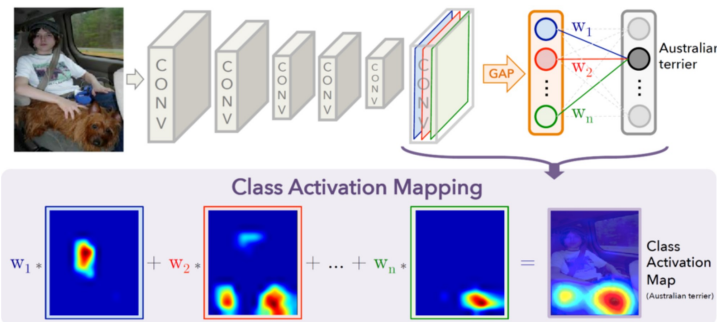 CONV
CONV
CONV
CONV
CONV
CONV
GAP
w1
w2
wn
Australian
terrier
Class Activation Mapping
w1 * + w2 * + ... + wn * =
Class
Activation
Map
(Australian terrier)